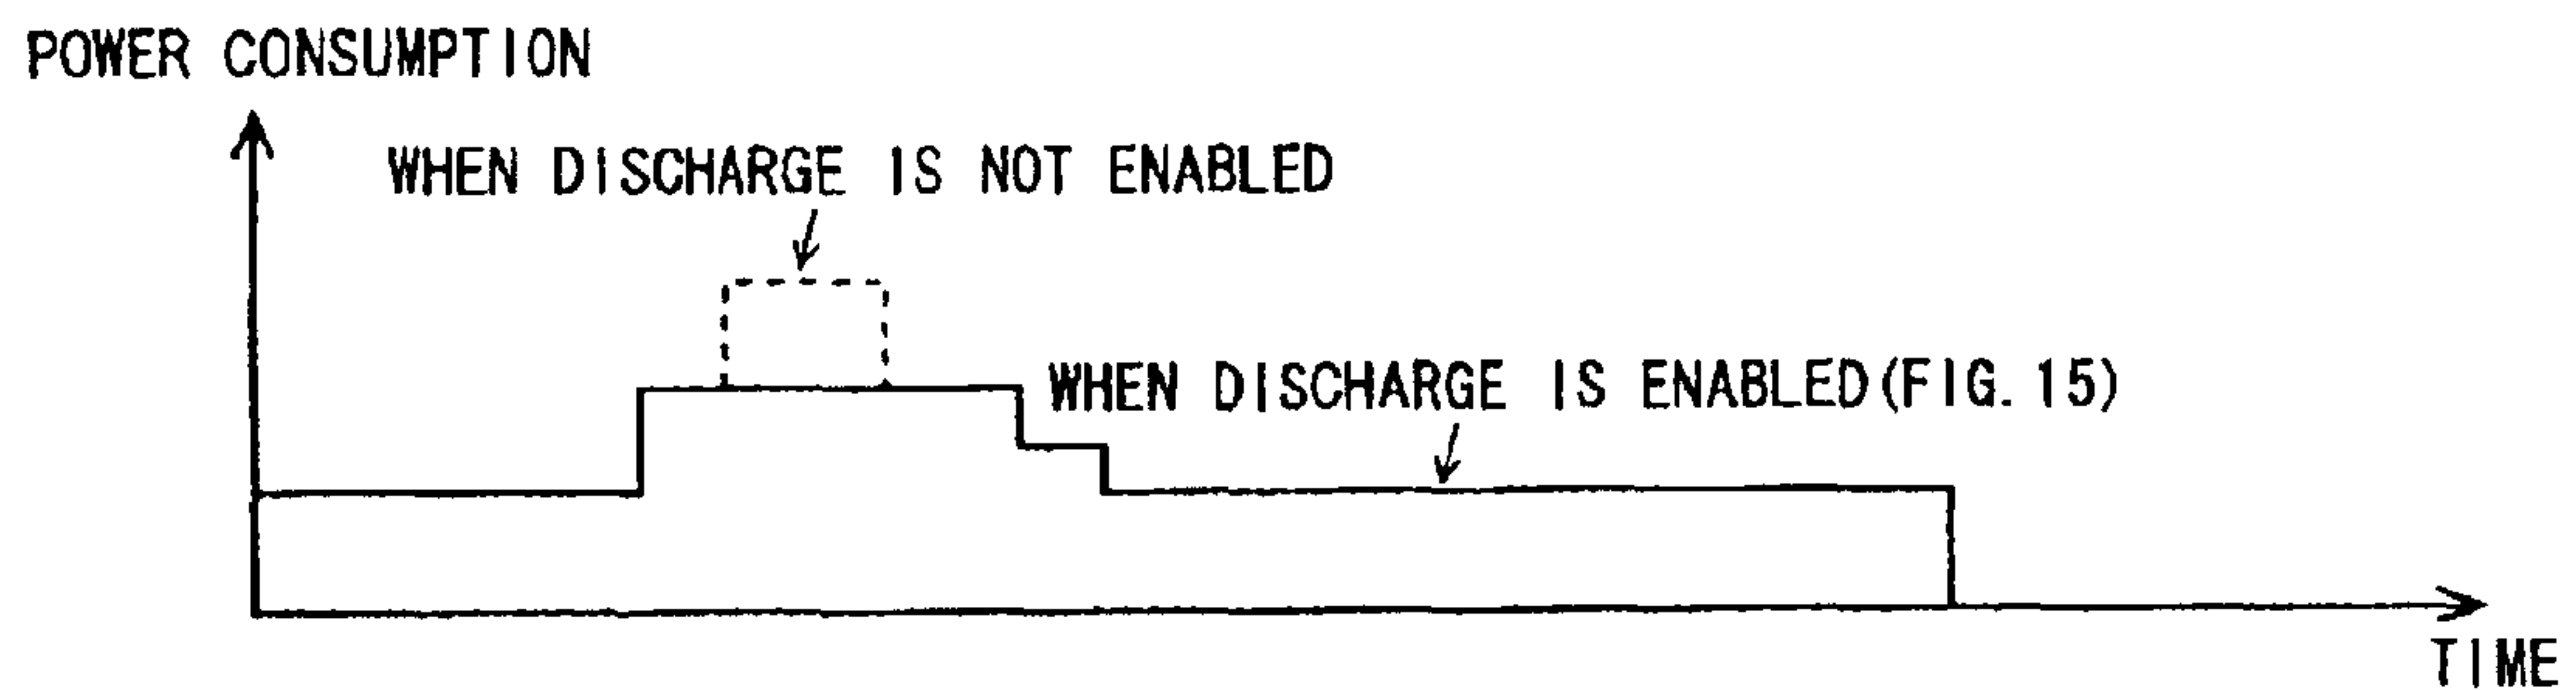 POWER CONSUMPTION
WHEN DISCHARGE IS NOT ENABLED
WHEN DISCHARGE IS ENABLED(FIG.15)
TIME